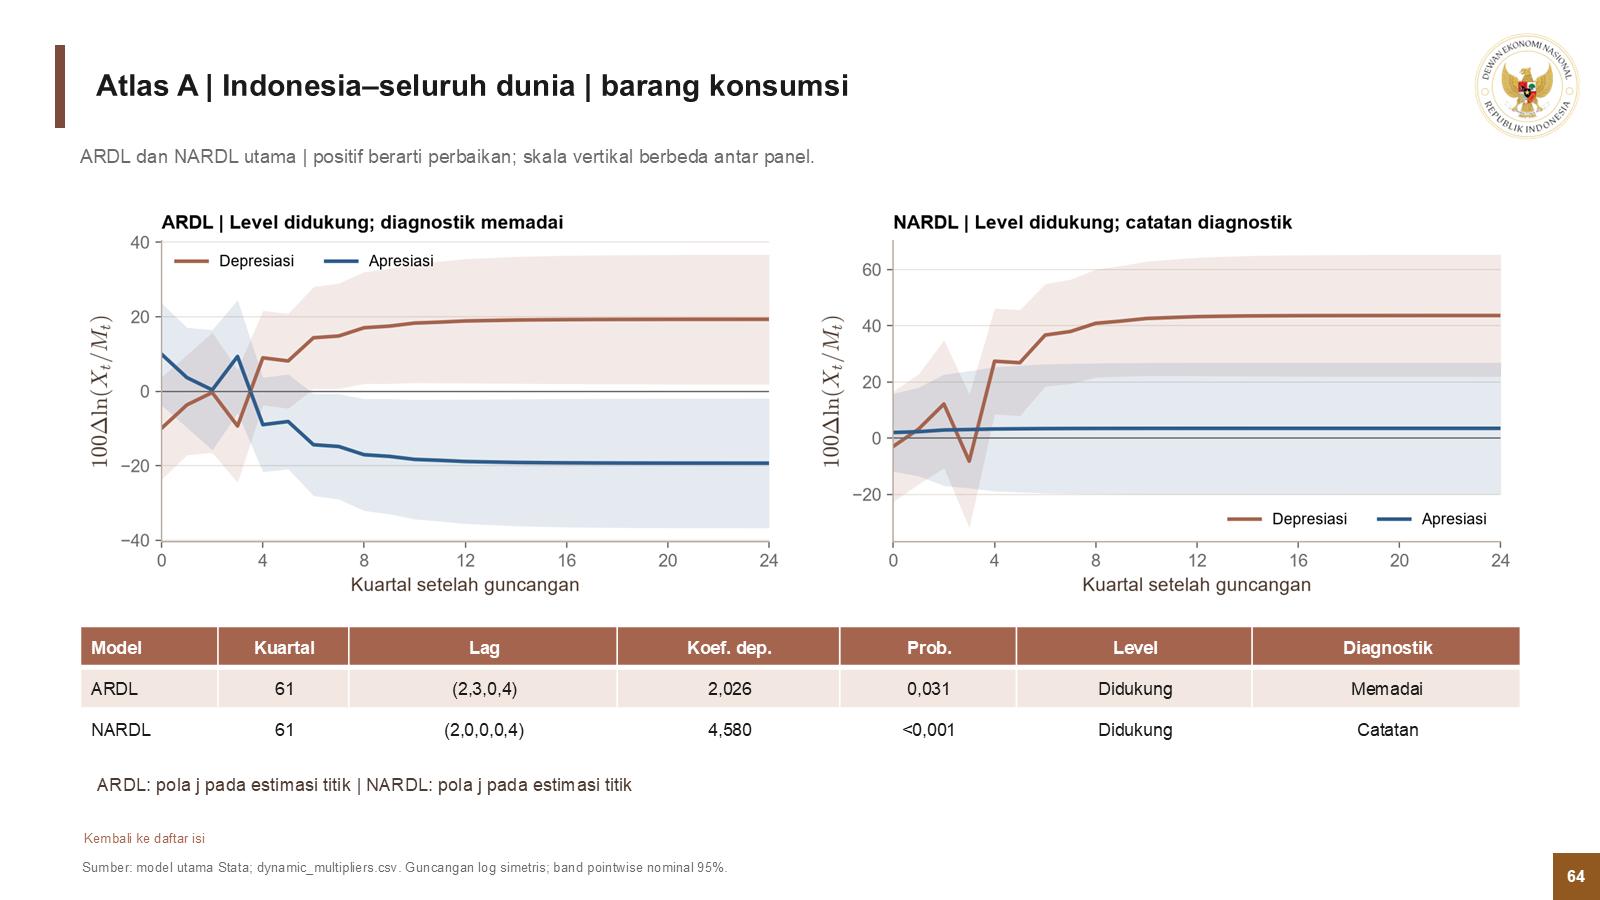 Atlas A | Indonesia–seluruh dunia | barang konsumsi
DEWAN EKONOMI NASIONAL
REPUBLIK INDONESIA
ARDL dan NARDL utama | positif berarti perbaikan; skala vertikal berbeda antar panel.
ARDL | Level didukung; diagnostik memadai
Depresiasi
Apresiasi
100Δln(Xₜ/Mₜ)
40
20
0
−20
−40
0 4 8 12 16 20 24
Kuartal setelah guncangan
NARDL | Level didukung; catatan diagnostik
100Δln(Xₜ/Mₜ)
60
40
20
0
−20
Depresiasi
Apresiasi
0 4 8 12 16 20 24
Kuartal setelah guncangan
Model Kuartal Lag Koef. dep. Prob. Level Diagnostik
ARDL 61 (2,3,0,4) 2,026 0,031 Didukung Memadai
NARDL 61 (2,0,0,0,4) 4,580 <0,001 Didukung Catatan
ARDL: pola j pada estimasi titik | NARDL: pola j pada estimasi titik
Kembali ke daftar isi
Sumber: model utama Stata; dynamic_multipliers.csv. Guncangan log simetris; band pointwise nominal 95%.
64